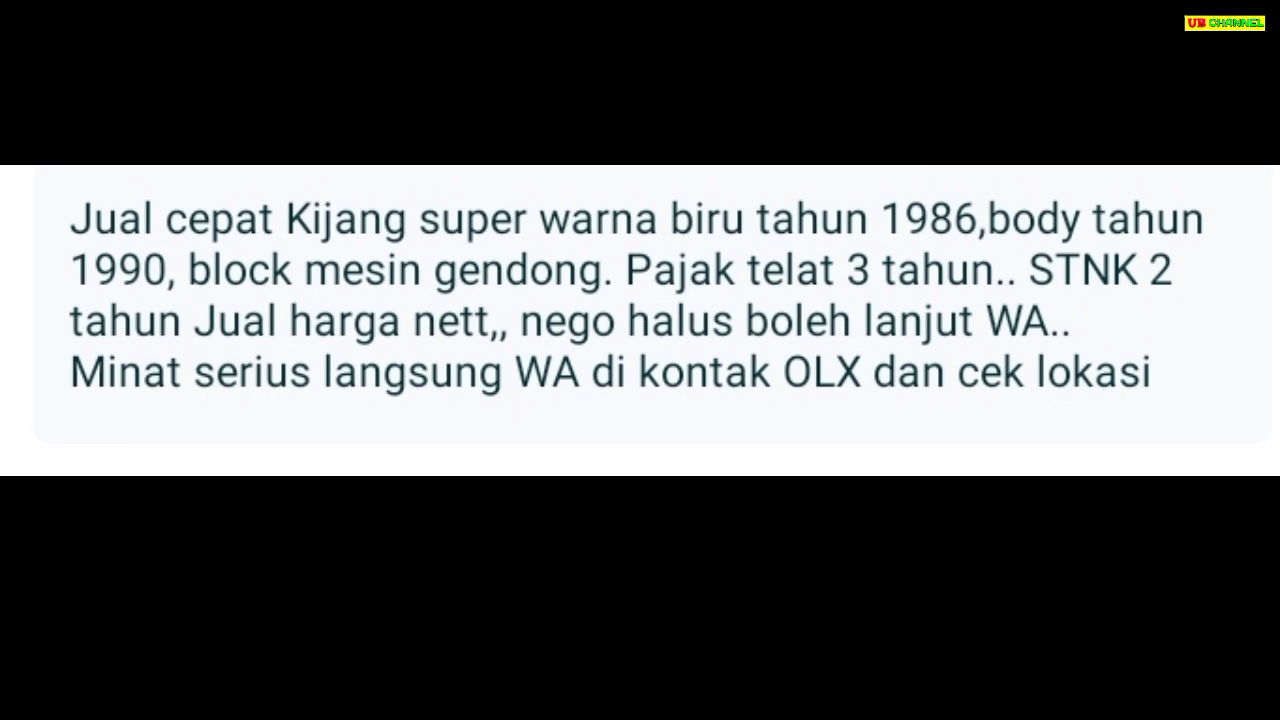 UB CHANNEL
Jual cepat Kijang super warna biru tahun 1986,body tahun
1990, block mesin gendong. Pajak telat 3 tahun.. STNK 2
tahun Jual harga nett,, nego halus boleh lanjut WA..
Minat serius langsung WA di kontak OLX dan cek lokasi